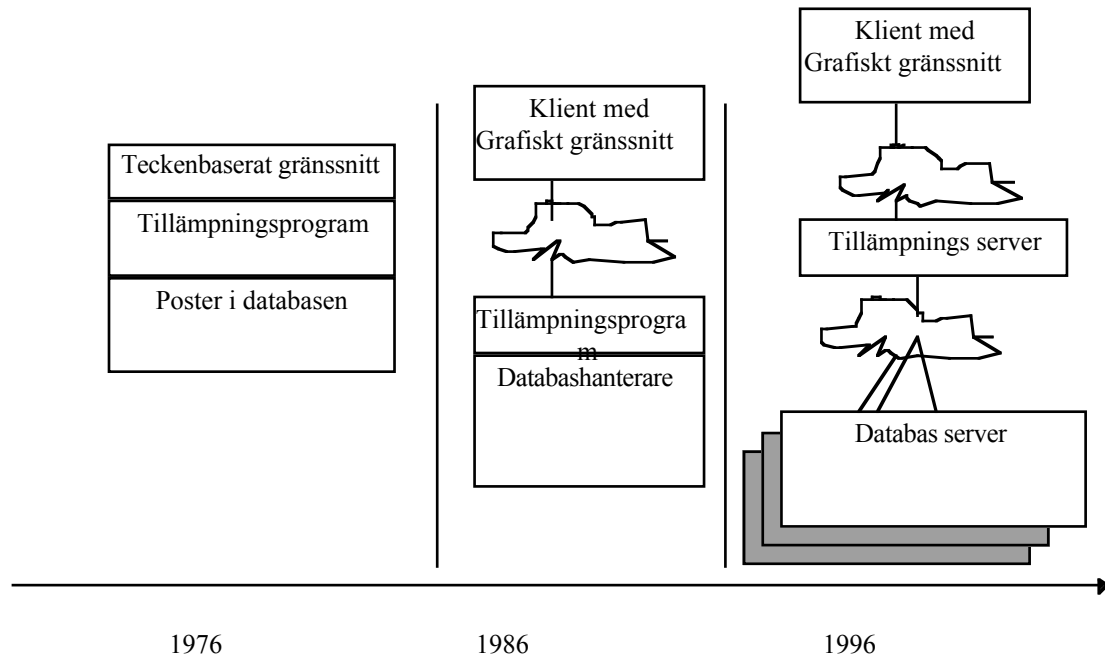 Teckenbaserat gränssnitt
Tillämpningsprogram
Poster i databasen
Klient med
Grafiskt gränssnitt
Tillämpningsprogra
m
Databashanterare
Klient med
Grafiskt gränssnitt
Tillämpnings server
Databas server
1976
1986
1996